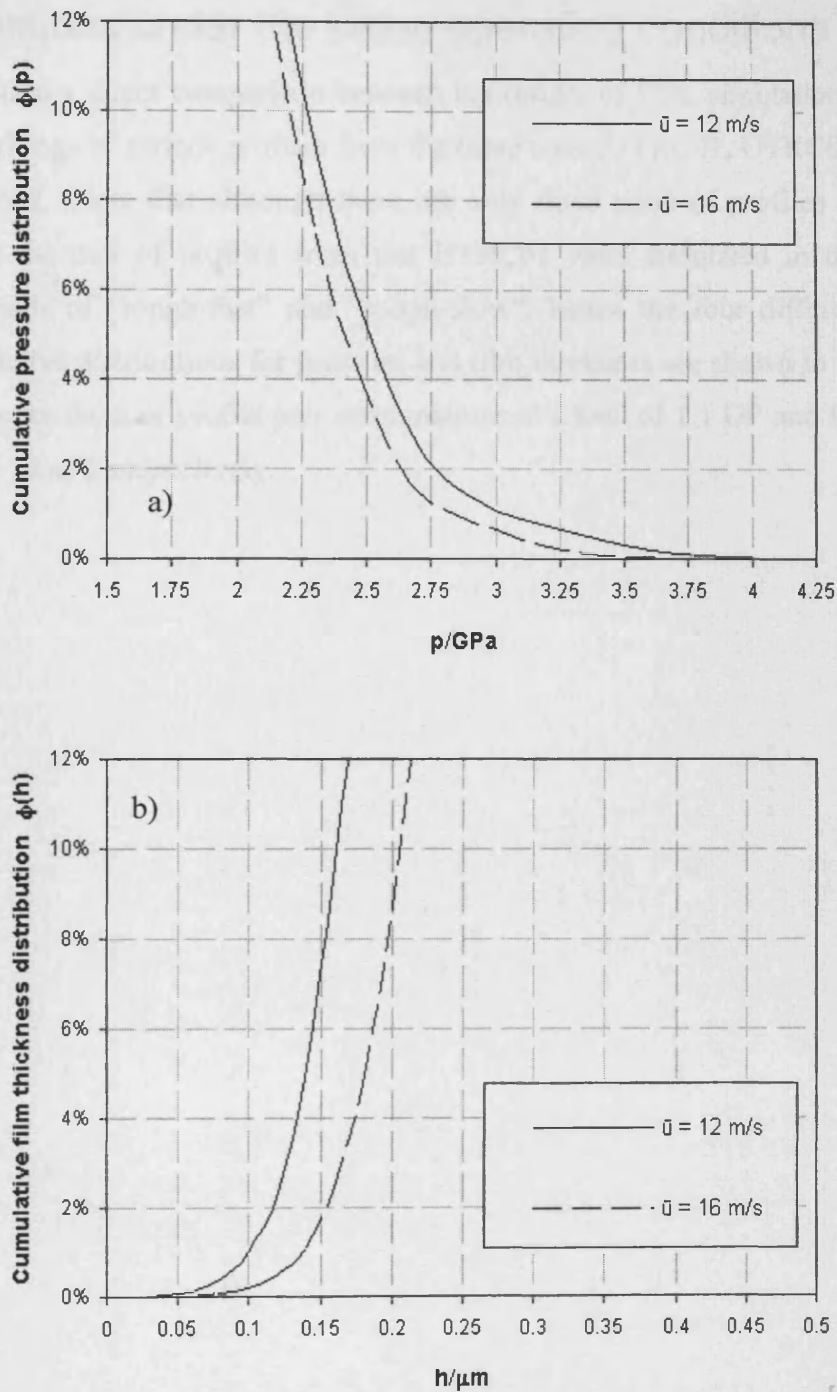 12%
10%
8%
6%
4%
2%
0%
Cumulative pressure distribution ϕ(p)
ū = 12 m/s
ū = 16 m/s
a)
1.5 1.75 2 2.25 2.5 2.75 3 3.25 3.5 3.75 4 4.25
p/GPa
12%
10%
8%
6%
4%
2%
0%
Cumulative film thickness distribution ϕ(h)
b)
ū = 12 m/s
ū = 16 m/s
0 0.05 0.1 0.15 0.2 0.25 0.3 0.35 0.4 0.45 0.5
h/μm